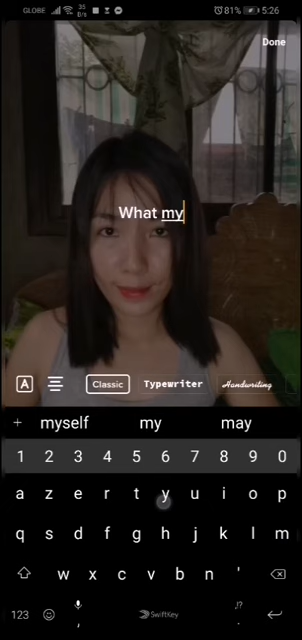 GLOBE 35 B/s 81% 5:26
Done
What my
A Classic Typewriter Handwriting
+ myself my may
1 2 3 4 5 6 7 8 9 0
a z e r t y u i o p
q s d f g h j k l m
w x c v b n '
123 , SwiftKey .!?